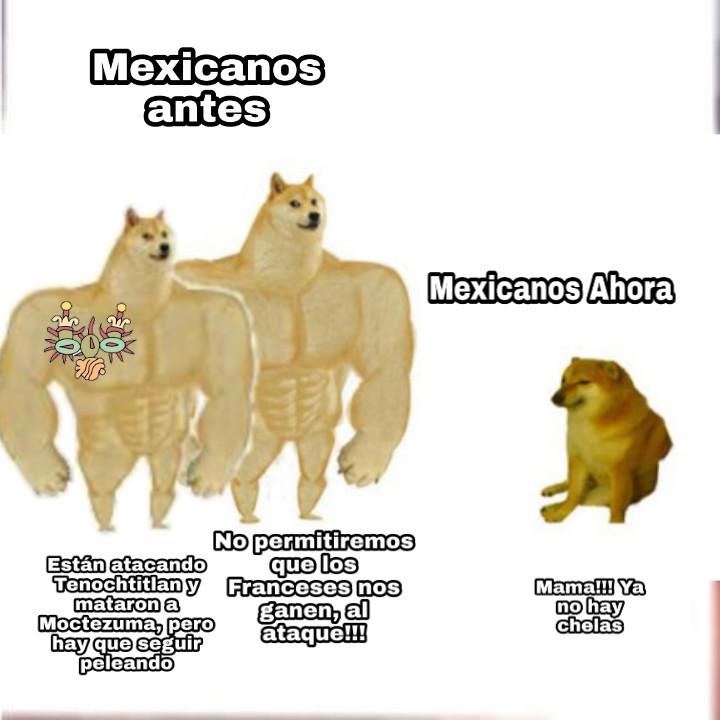 Mexicanos
antes
Mexicanos Ahora
Están atacando
Tenochtitlan y
mataron a
Moctezuma, pero
hay que seguir
peleando
No permitiremos
que los
Franceses nos
ganen, al
ataque!!!
Mama!!! Ya
no hay
chelas